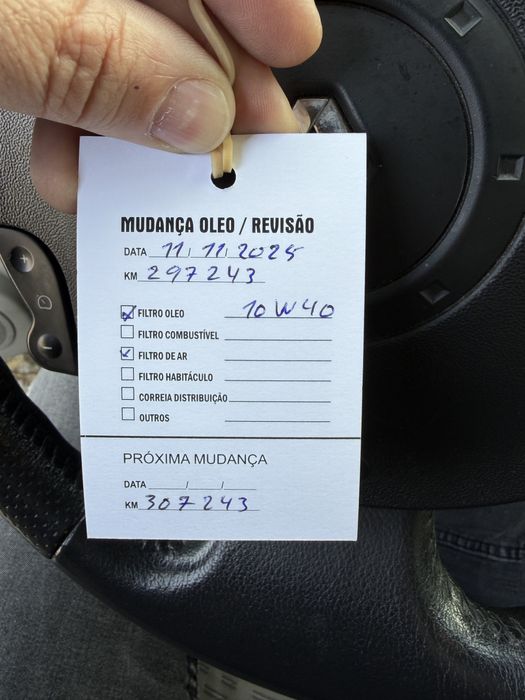 MUDANÇA OLEO / REVISÃO
DATA 11 / 11 / 2025
KM 297243
FILTRO OLEO 10W40
FILTRO COMBUSTÍVEL
FILTRO DE AR
FILTRO HABITÁCULO
CORREIA DISTRIBUIÇÃO
OUTROS
PRÓXIMA MUDANÇA
DATA / /
KM 307243